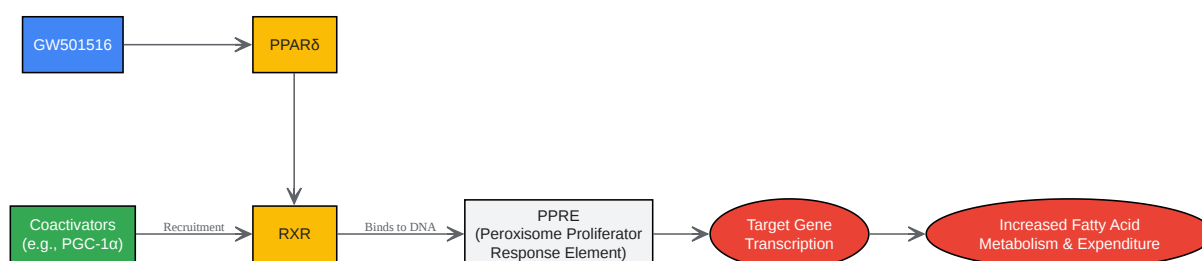 GW501516
PPARδ
Coactivators
(e.g., PGC-1α)
Recruitment
RXR
Binds to DNA
PPRE
(Peroxisome Proliferator
Response Element)
Target Gene
Transcription
Increased Fatty Acid
Metabolism & Expenditure